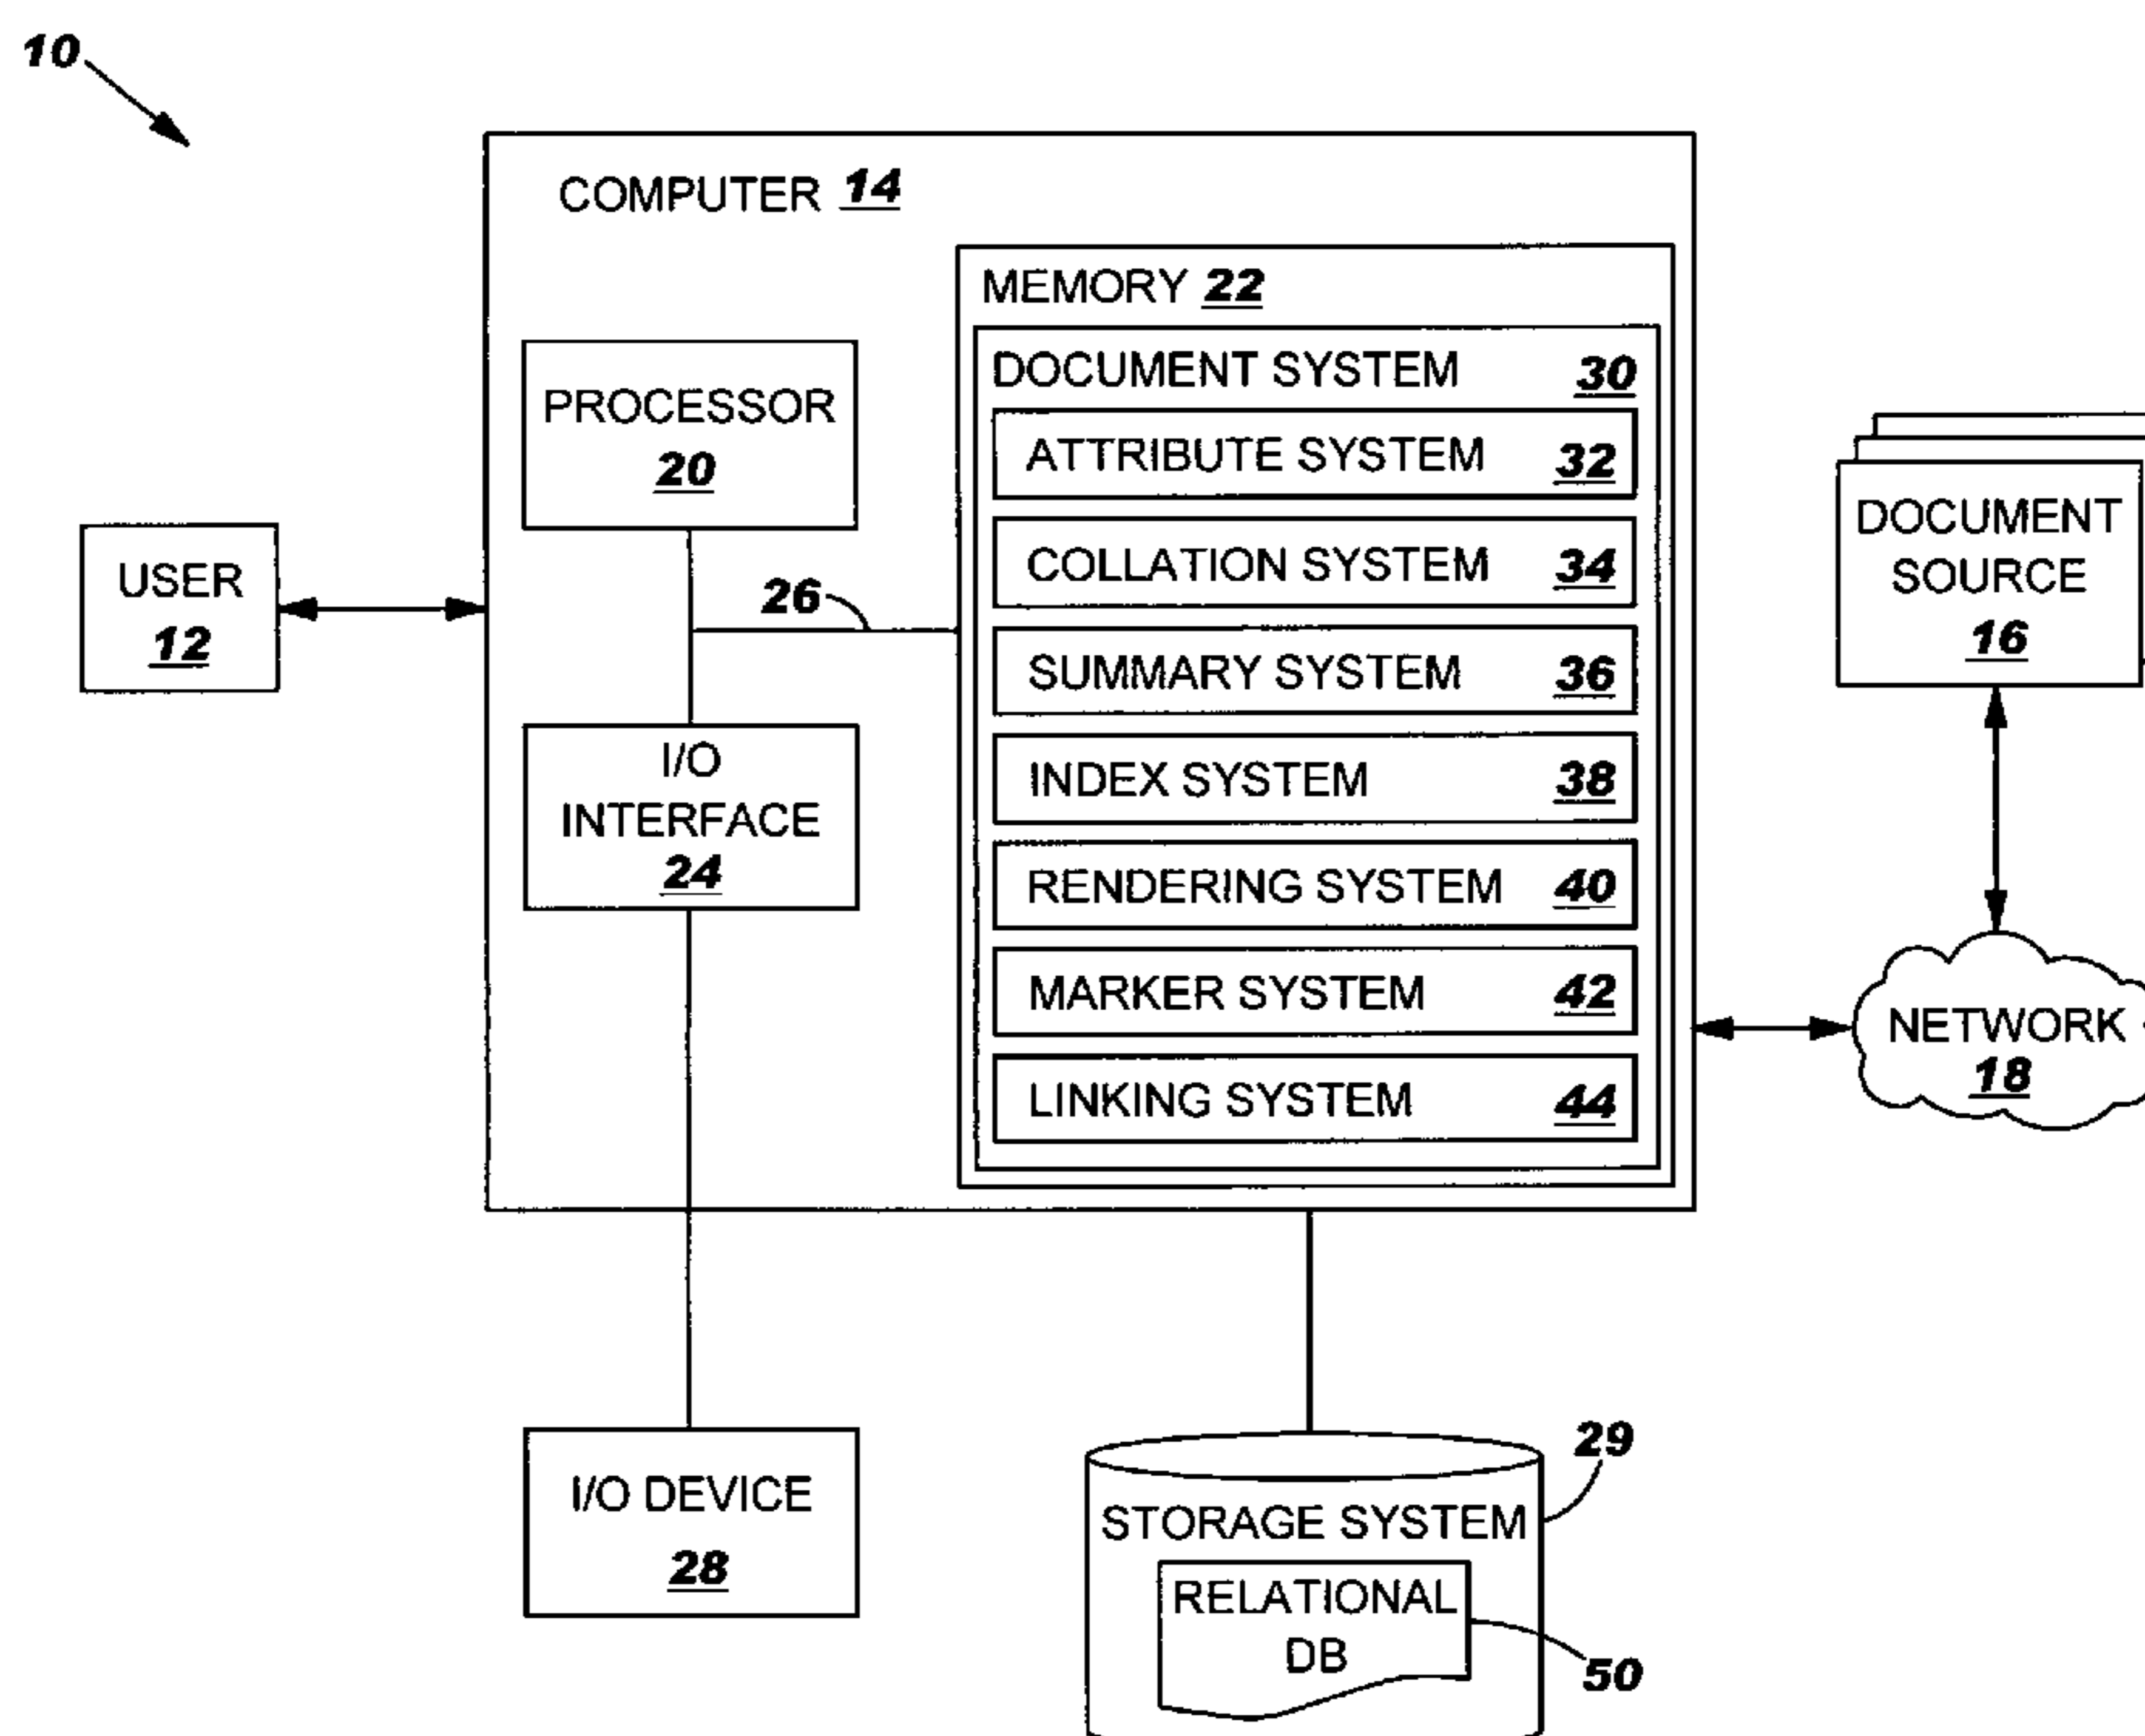 10
COMPUTER 14
MEMORY 22
DOCUMENT SYSTEM 30
PROCESSOR
20
ATTRIBUTE SYSTEM 32
COLLATION SYSTEM 34
SUMMARY SYSTEM 36
INDEX SYSTEM 38
RENDERING SYSTEM 40
MARKER SYSTEM 42
LINKING SYSTEM 44
USER
12
26
I/O
INTERFACE
24
DOCUMENT
SOURCE
16
NETWORK
18
I/O DEVICE
28
29
STORAGE SYSTEM
RELATIONAL
DB
50